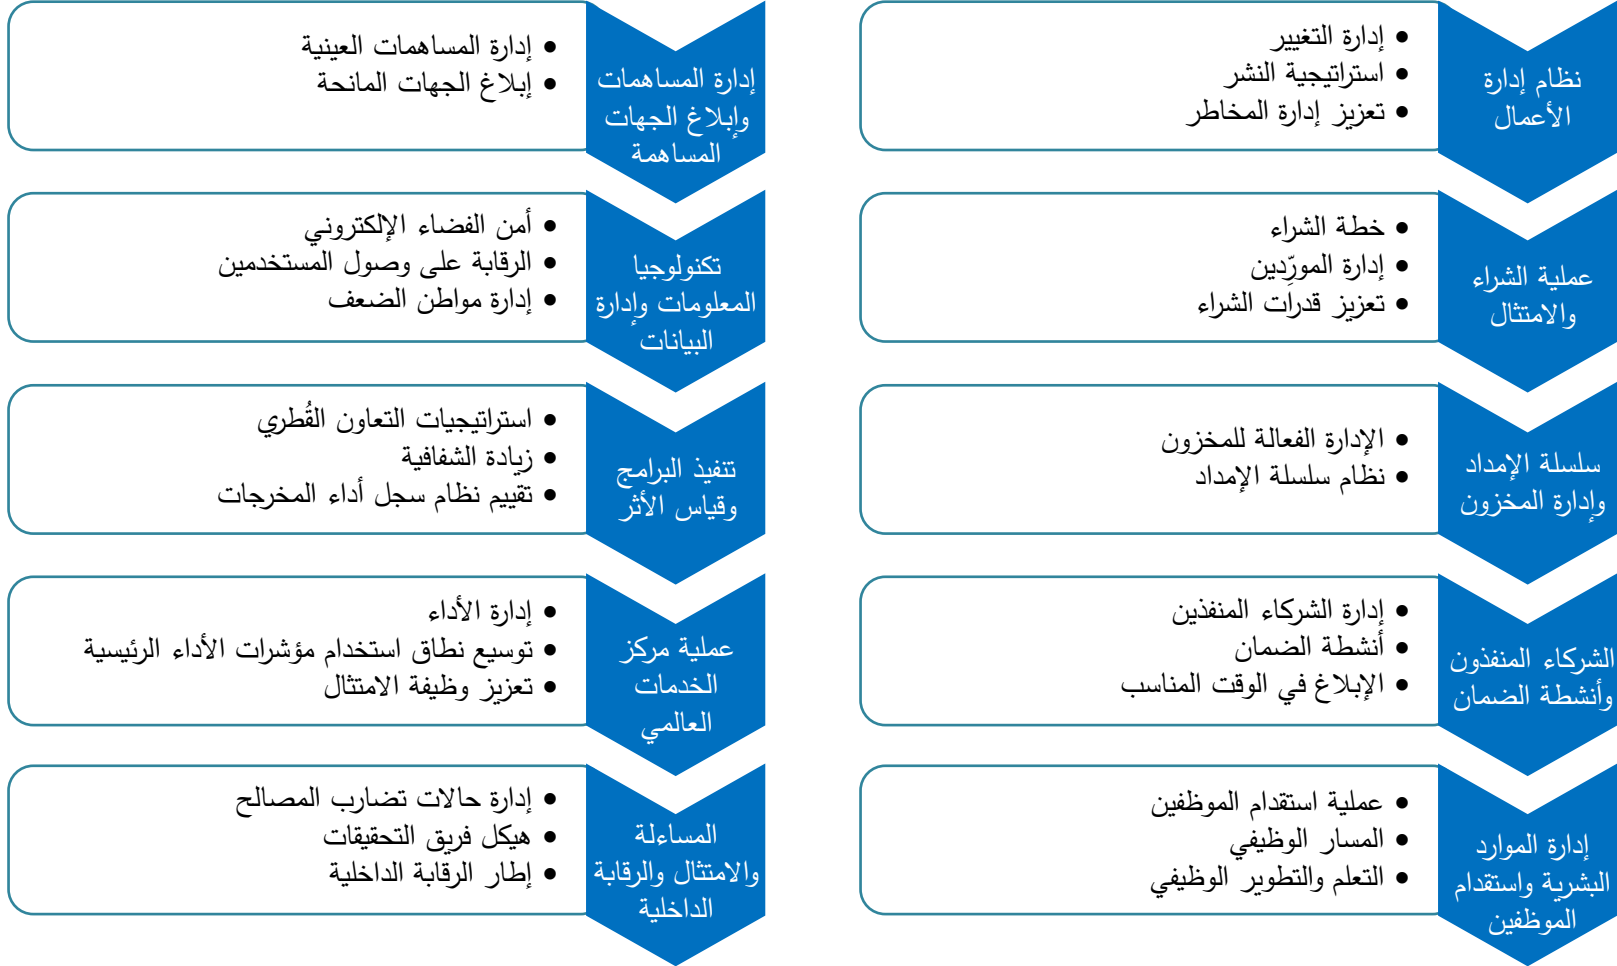 نظام إدارة
الأعمال
• إدارة التغيير
• استراتيجية النشر
• تعزيز إدارة المخاطر
عملية الشراء
والامتثال
• خطة الشراء
• إدارة المورِّدين
• تعزيز قدرات الشراء
سلسلة الإمداد
وإدارة المخزون
• الإدارة الفعالة للمخزون
• نظام سلسلة الإمداد
الشركاء المنفذون
وأنشطة الضمان
• إدارة الشركاء المنفذين
• أنشطة الضمان
• الإبلاغ في الوقت المناسب
إدارة الموارد
البشرية واستقدام
الموظفين
• عملية استقدام الموظفين
• المسار الوظيفي
• التعلم والتطوير الوظيفي
إدارة المساهمات
وإبلاغ الجهات
المساهمة
• إدارة المساهمات العينية
• إبلاغ الجهات المانحة
تكنولوجيا
المعلومات وإدارة
البيانات
• أمن الفضاء الإلكتروني
• الرقابة على وصول المستخدمين
• إدارة مواطن الضعف
تنفيذ البرامج
وقياس الأثر
• استراتيجيات التعاون القُطري
• زيادة الشفافية
• تقييم نظام سجل أداء المخرجات
عملية مركز
الخدمات
العالمي
• إدارة الأداء
• توسيع نطاق استخدام مؤشرات الأداء الرئيسية
• تعزيز وظيفة الامتثال
المساءلة
والامتثال والرقابة
الداخلية
• إدارة حالات تضارب المصالح
• هيكل فريق التحقيقات
• إطار الرقابة الداخلية